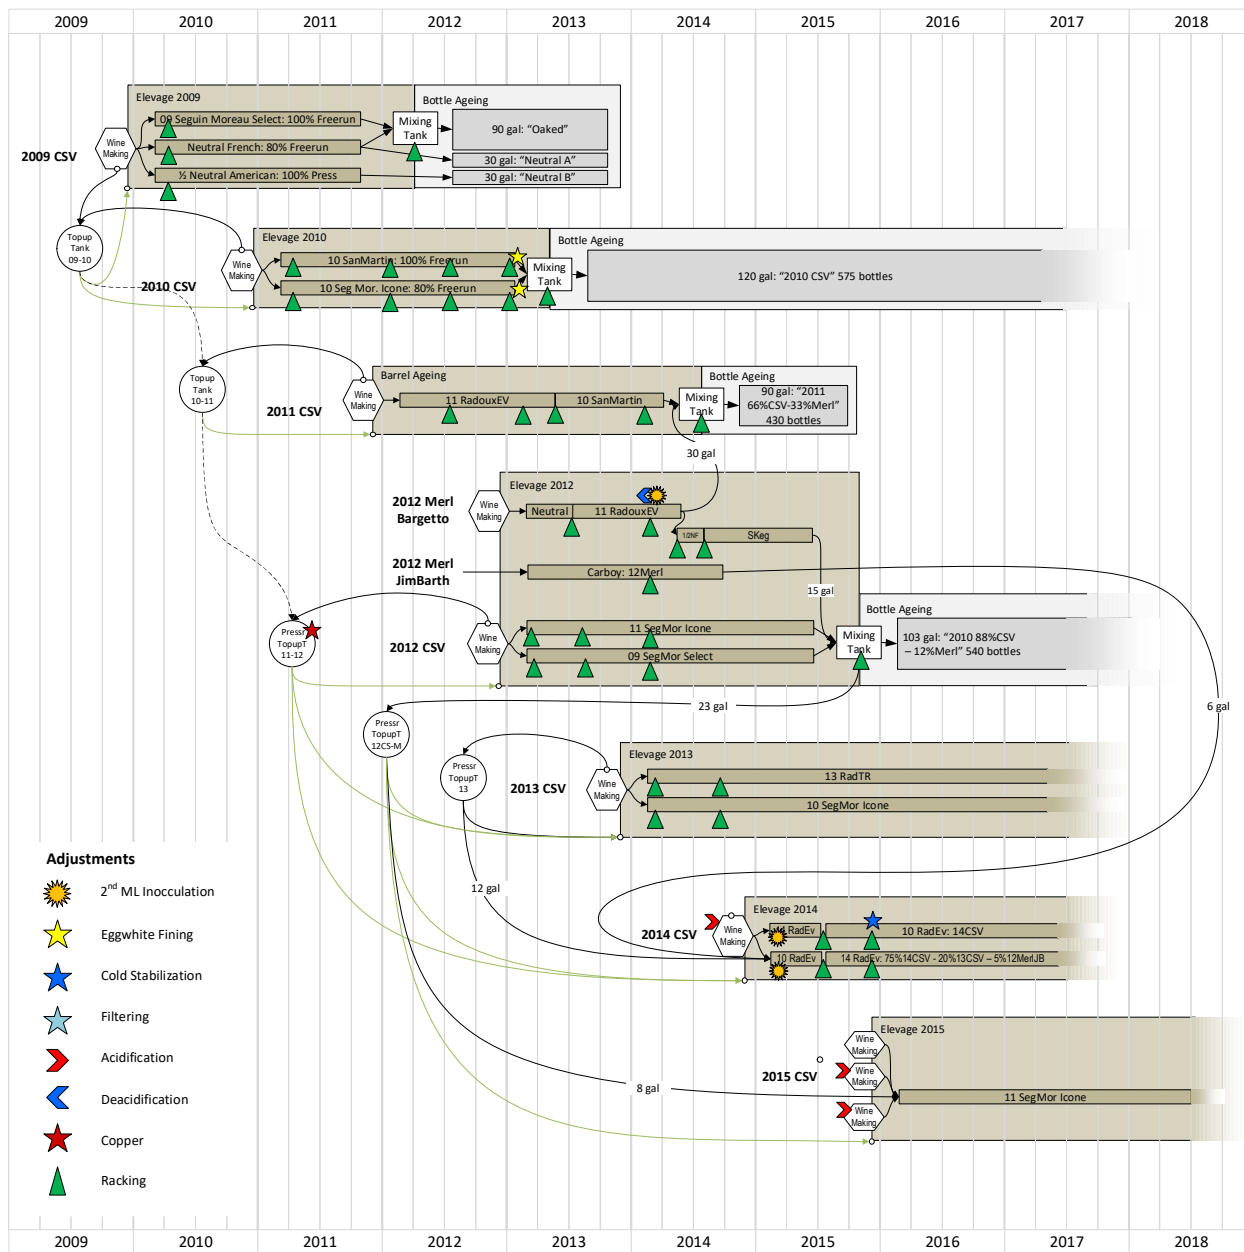 2009 2010 2011 2012 2013 2014 2015 2016 2017 2018
Elevage 2009
Bottle Ageing
09 Seguin Moreau Select: 100% Freerun
Mixing
Tank
90 gal: “Oaked”
Wine
Making
Neutral French: 80% Freerun
2009 CSV
30 gal: “Neutral A”
½ Neutral American: 100% Press
30 gal: “Neutral B”
Topup
Tank
09-10
Elevage 2010
Bottle Ageing
10 SanMartin: 100% Freerun
Wine
Making
Mixing
Tank
120 gal: “2010 CSV” 575 bottles
2010 CSV
10 Seg Mor. Icone: 80% Freerun
Barrel Ageing
Bottle Ageing
Topup
Tank
10-11
Wine
Making
2011 CSV
11 RadouxEV
10 SanMartin
Mixing
Tank
90 gal: “2011
66%CSV-33%Merl”
430 bottles
30 gal
Elevage 2012
2012 Merl
Bargetto
Wine
Making
Neutral
11 RadouxEV
1/2NF
SKeg
2012 Merl
JimBarth
Carboy: 12Merl
15 gal
Bottle Ageing
Pressr
TopupT
11-12
2012 CSV
Wine
Making
11 SegMor Icone
09 SegMor Select
Mixing
Tank
103 gal: “2010 88%CSV
– 12%Merl” 540 bottles
23 gal
6 gal
Pressr
TopupT
12CS-M
Elevage 2013
Pressr
TopupT
13
2013 CSV
Wine
Making
13 RadTR
10 SegMor Icone
Adjustments
2nd ML Inocculation
Eggwhite Fining
Cold Stabilization
Filtering
Acidification
Deacidification
Copper
Racking
12 gal
Elevage 2014
2014 CSV
Wine
Making
RadEv
10 RadEv: 14CSV
10 RadEv
14 RadEv: 75%14CSV - 20%13CSV – 5%12MerlJB
Elevage 2015
2015 CSV
Wine
Making
Wine
Making
Wine
Making
8 gal
11 SegMor Icone
2009 2010 2011 2012 2013 2014 2015 2016 2017 2018